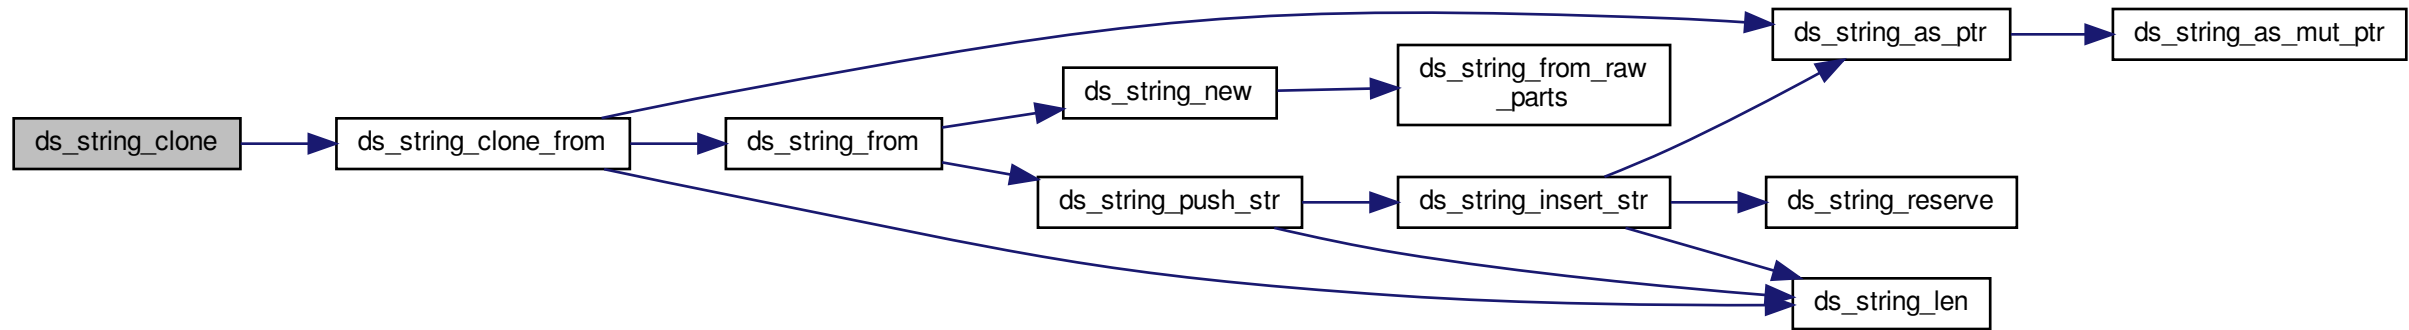 ds_string_clone
ds_string_clone_from
ds_string_from
ds_string_new
ds_string_from_raw
_parts
ds_string_push_str
ds_string_insert_str
ds_string_as_ptr
ds_string_as_mut_ptr
ds_string_reserve
ds_string_len